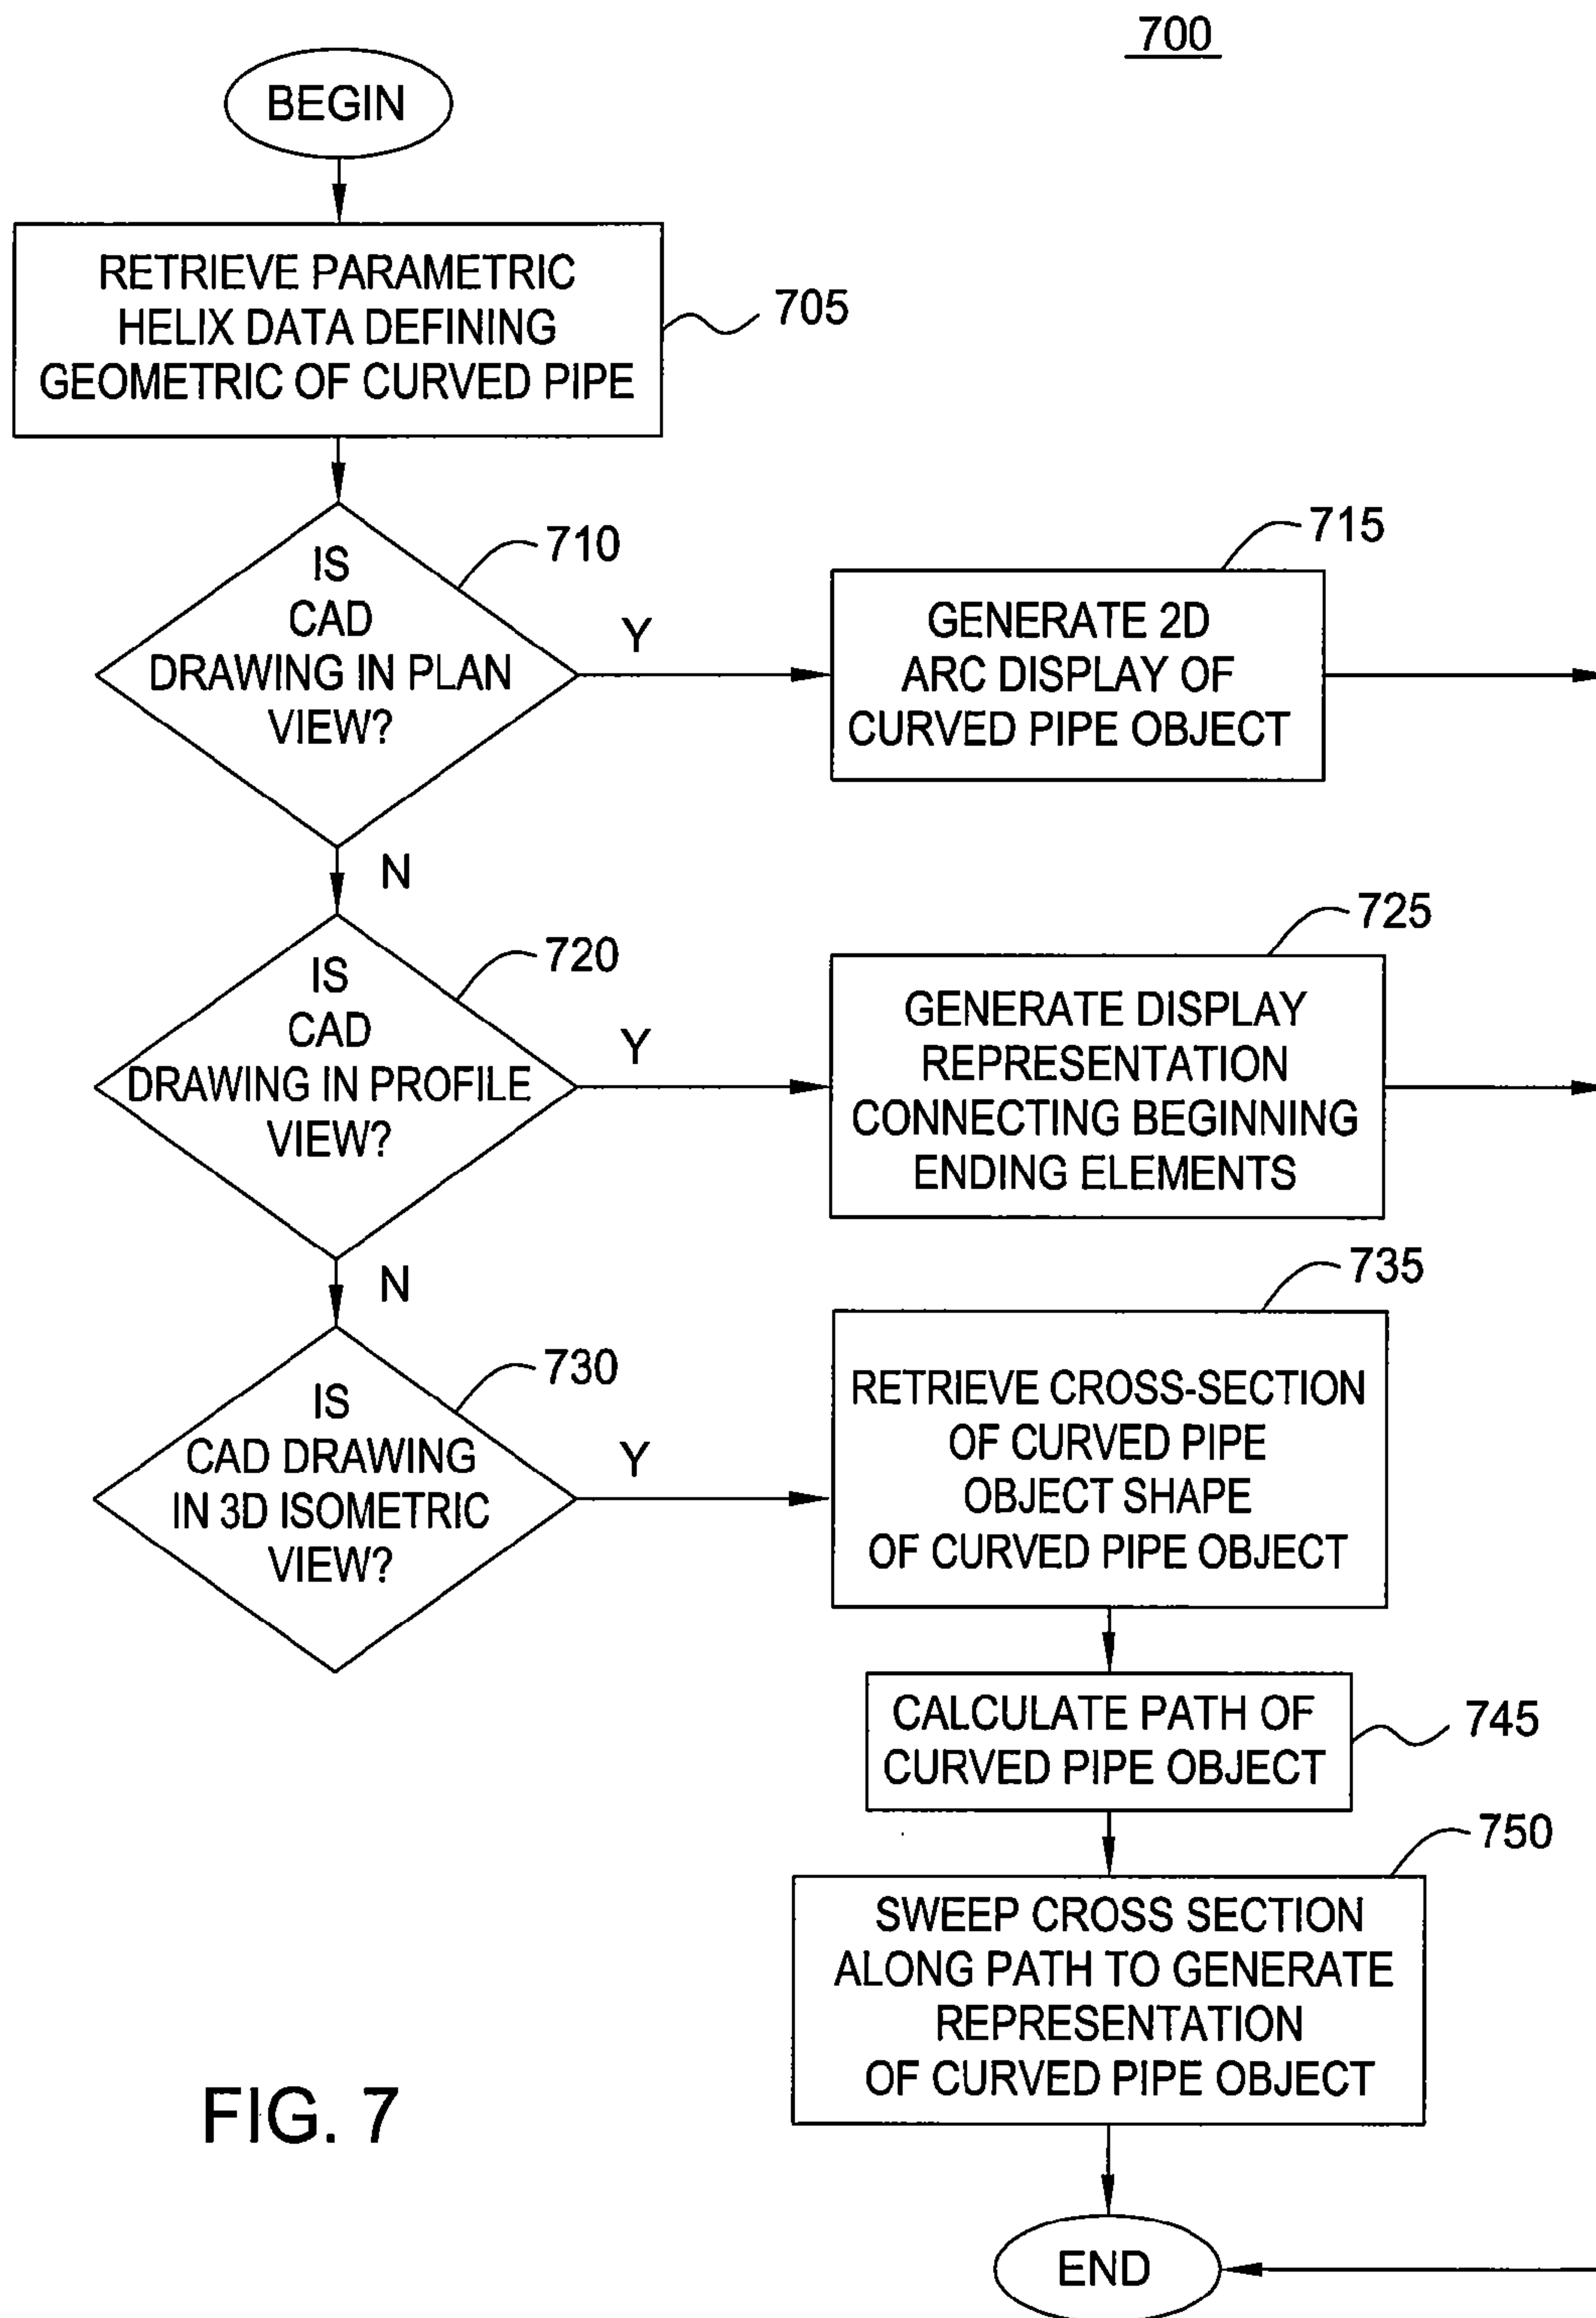 700
BEGIN
RETRIEVE PARAMETRIC
HELIX DATA DEFINING
GEOMETRIC OF CURVED PIPE
705
IS
CAD
DRAWING IN PLAN
VIEW?
710
Y
GENERATE 2D
ARC DISPLAY OF
CURVED PIPE OBJECT
715
N
IS
CAD
DRAWING IN PROFILE
VIEW?
720
Y
GENERATE DISPLAY
REPRESENTATION
CONNECTING BEGINNING
ENDING ELEMENTS
725
N
IS
CAD DRAWING
IN 3D ISOMETRIC
VIEW?
730
Y
RETRIEVE CROSS-SECTION
OF CURVED PIPE
OBJECT SHAPE
OF CURVED PIPE OBJECT
735
CALCULATE PATH OF
CURVED PIPE OBJECT
745
SWEEP CROSS SECTION
ALONG PATH TO GENERATE
REPRESENTATION
OF CURVED PIPE OBJECT
750
END
FIG. 7